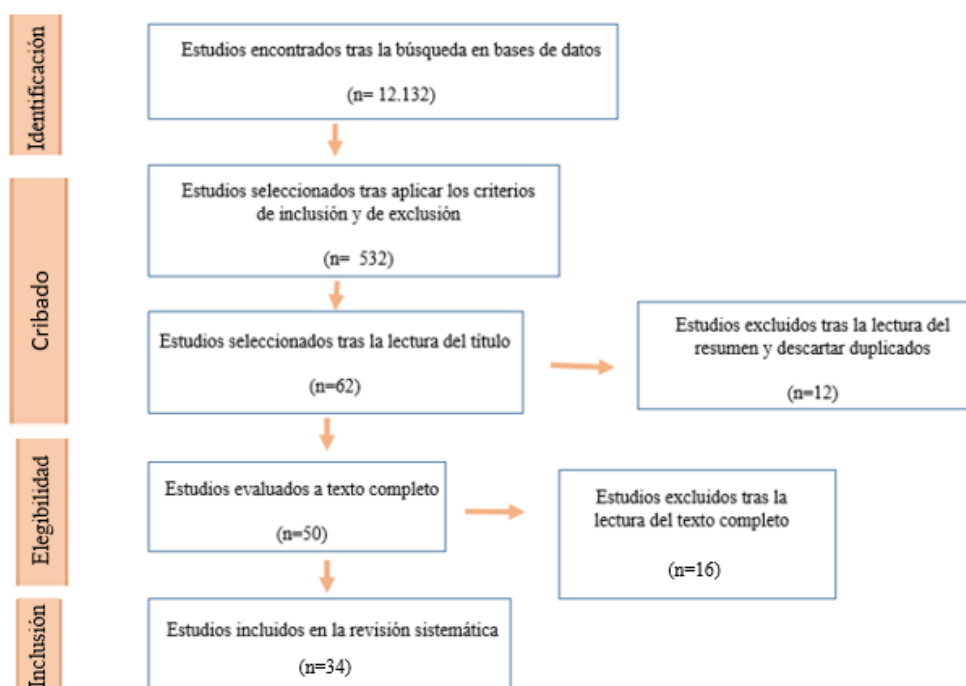 Identificación
Estudios encontrados tras la búsqueda en bases de datos
(n= 12.132)
Cribado
Estudios seleccionados tras aplicar los criterios
de inclusión y de exclusión
(n= 532)
Estudios seleccionados tras la lectura del título
(n=62)
Estudios excluidos tras la lectura del
resumen y descartar duplicados
(n=12)
Elegibilidad
Estudios evaluados a texto completo
(n=50)
Estudios excluidos tras la
lectura del texto completo
(n=16)
Inclusión
Estudios incluidos en la revisión sistemática
(n=34)